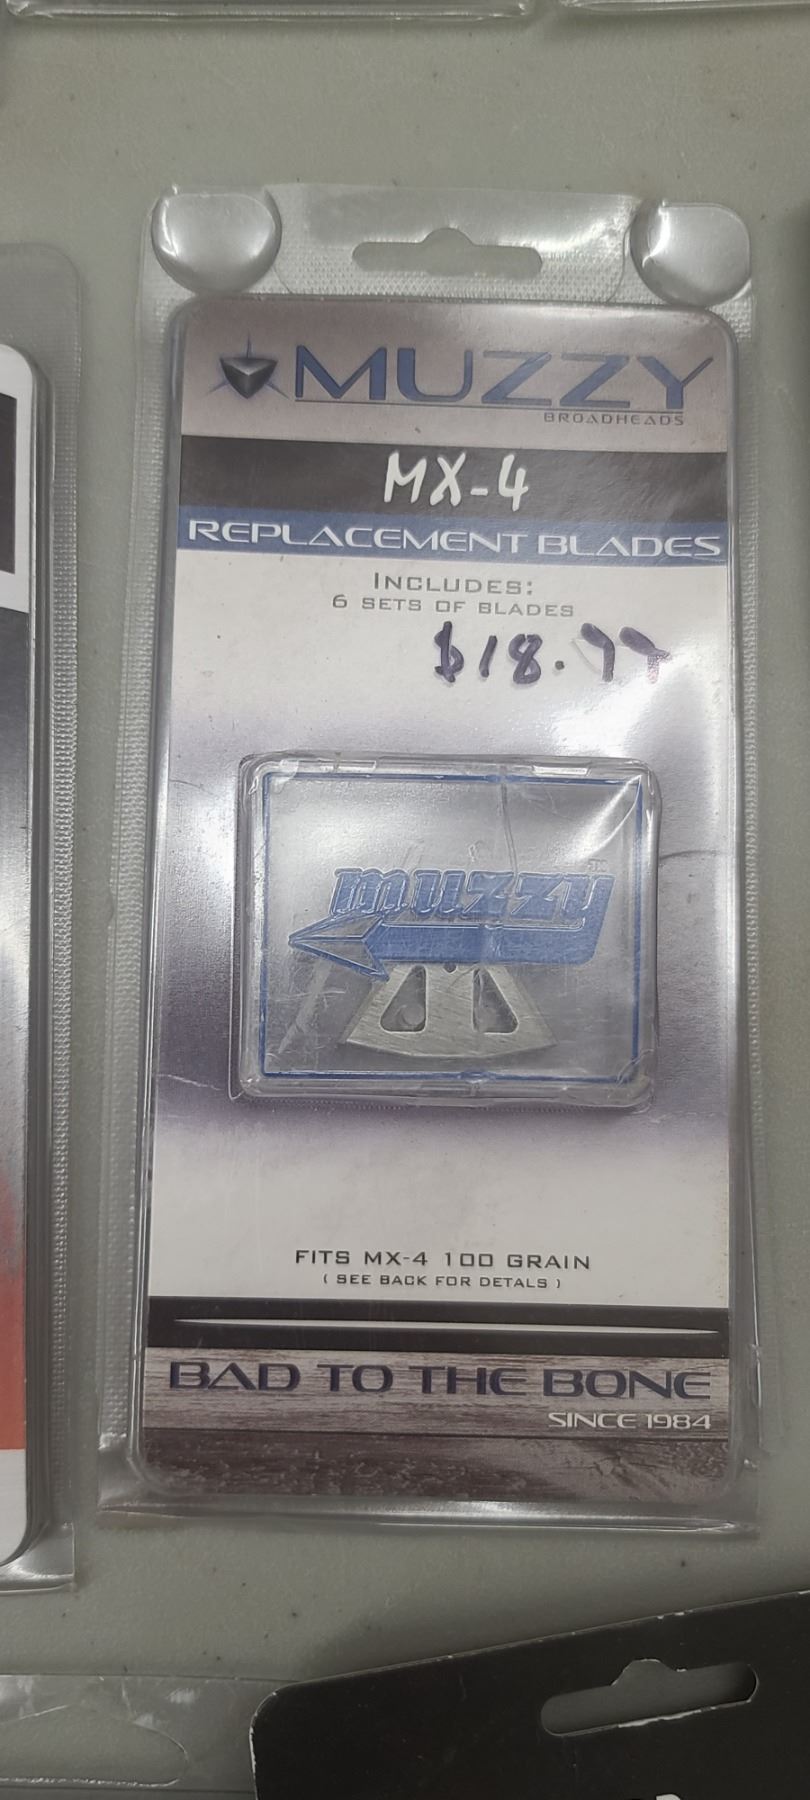 MUZZY
BROADHEADS
MX-4
REPLACEMENT BLADES
INCLUDES:
6 SETS OF BLADES
$18.99
muzzy™
FITS MX-4 100 GRAIN
( SEE BACK FOR DETALS )
BAD TO THE BONE
SINCE 1984